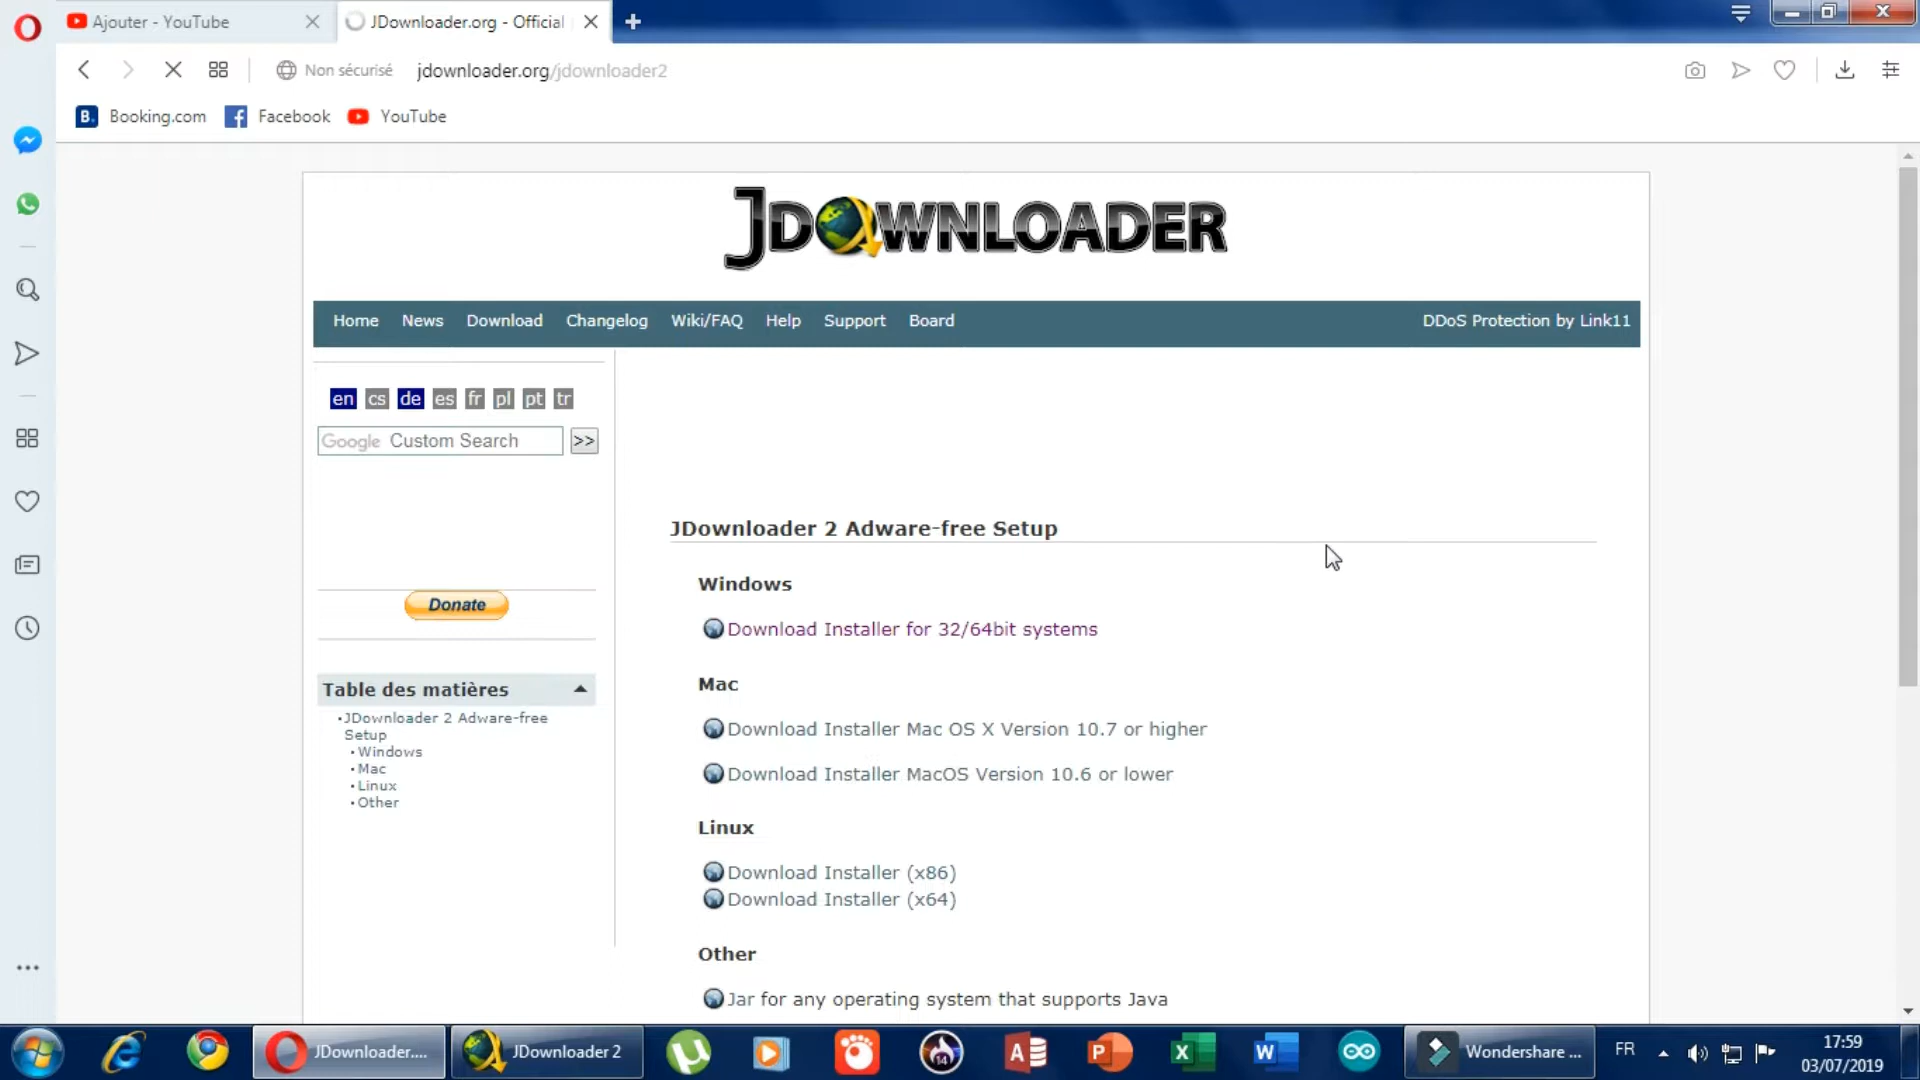 Ajouter - YouTube
JDownloader.org - Official
Non sécurisé jdownloader.org/jdownloader2
B. Booking.com Facebook YouTube
JDOWNLOADER
Home News Download Changelog Wiki/FAQ Help Support Board DDoS Protection by Link11
en cs de es fr pl pt tr
Google Custom Search >>
Donate
Table des matières
•JDownloader 2 Adware-free
Setup
•Windows
•Mac
•Linux
•Other
JDownloader 2 Adware-free Setup
Windows
Download Installer for 32/64bit systems
Mac
Download Installer Mac OS X Version 10.7 or higher
Download Installer MacOS Version 10.6 or lower
Linux
Download Installer (x86)
Download Installer (x64)
Other
Jar for any operating system that supports Java
JDownloader.... JDownloader 2 14 A P X W Wondershare ... FR 17:59
03/07/2019